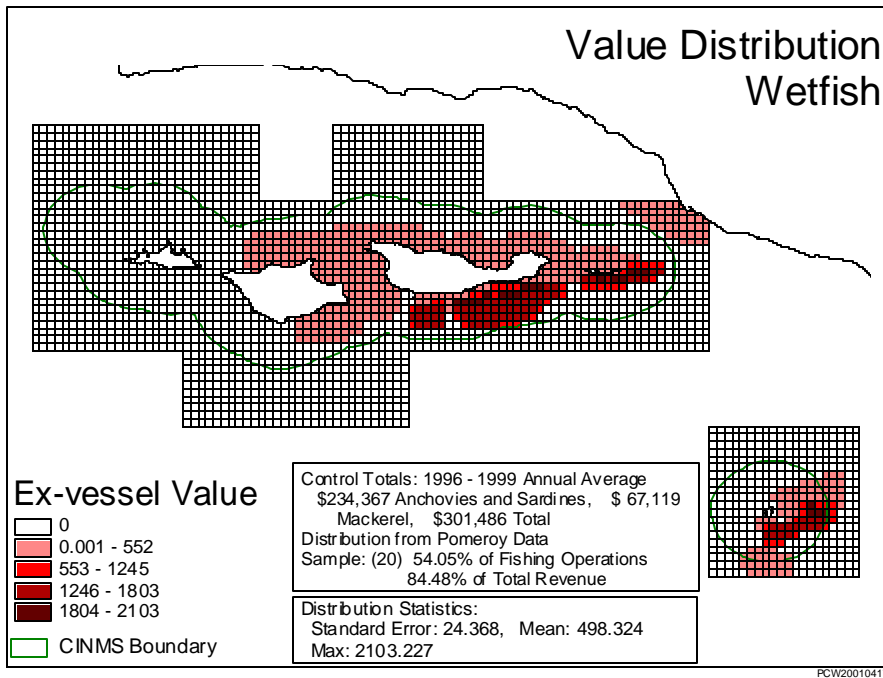 Value Distribution
Wetfish
Ex-vessel Value
0
0.001 - 552
553 - 1245
1246 - 1803
1804 - 2103
CINMS Boundary
Control Totals: 1996 - 1999 Annual Average
$234,367 Anchovies and Sardines, $ 67,119
Mackerel, $301,486 Total
Distribution from Pomeroy Data
Sample: (20) 54.05% of Fishing Operations
84.48% of Total Revenue
Distribution Statistics:
Standard Error: 24.368, Mean: 498.324
Max: 2103.227
PCW2001041